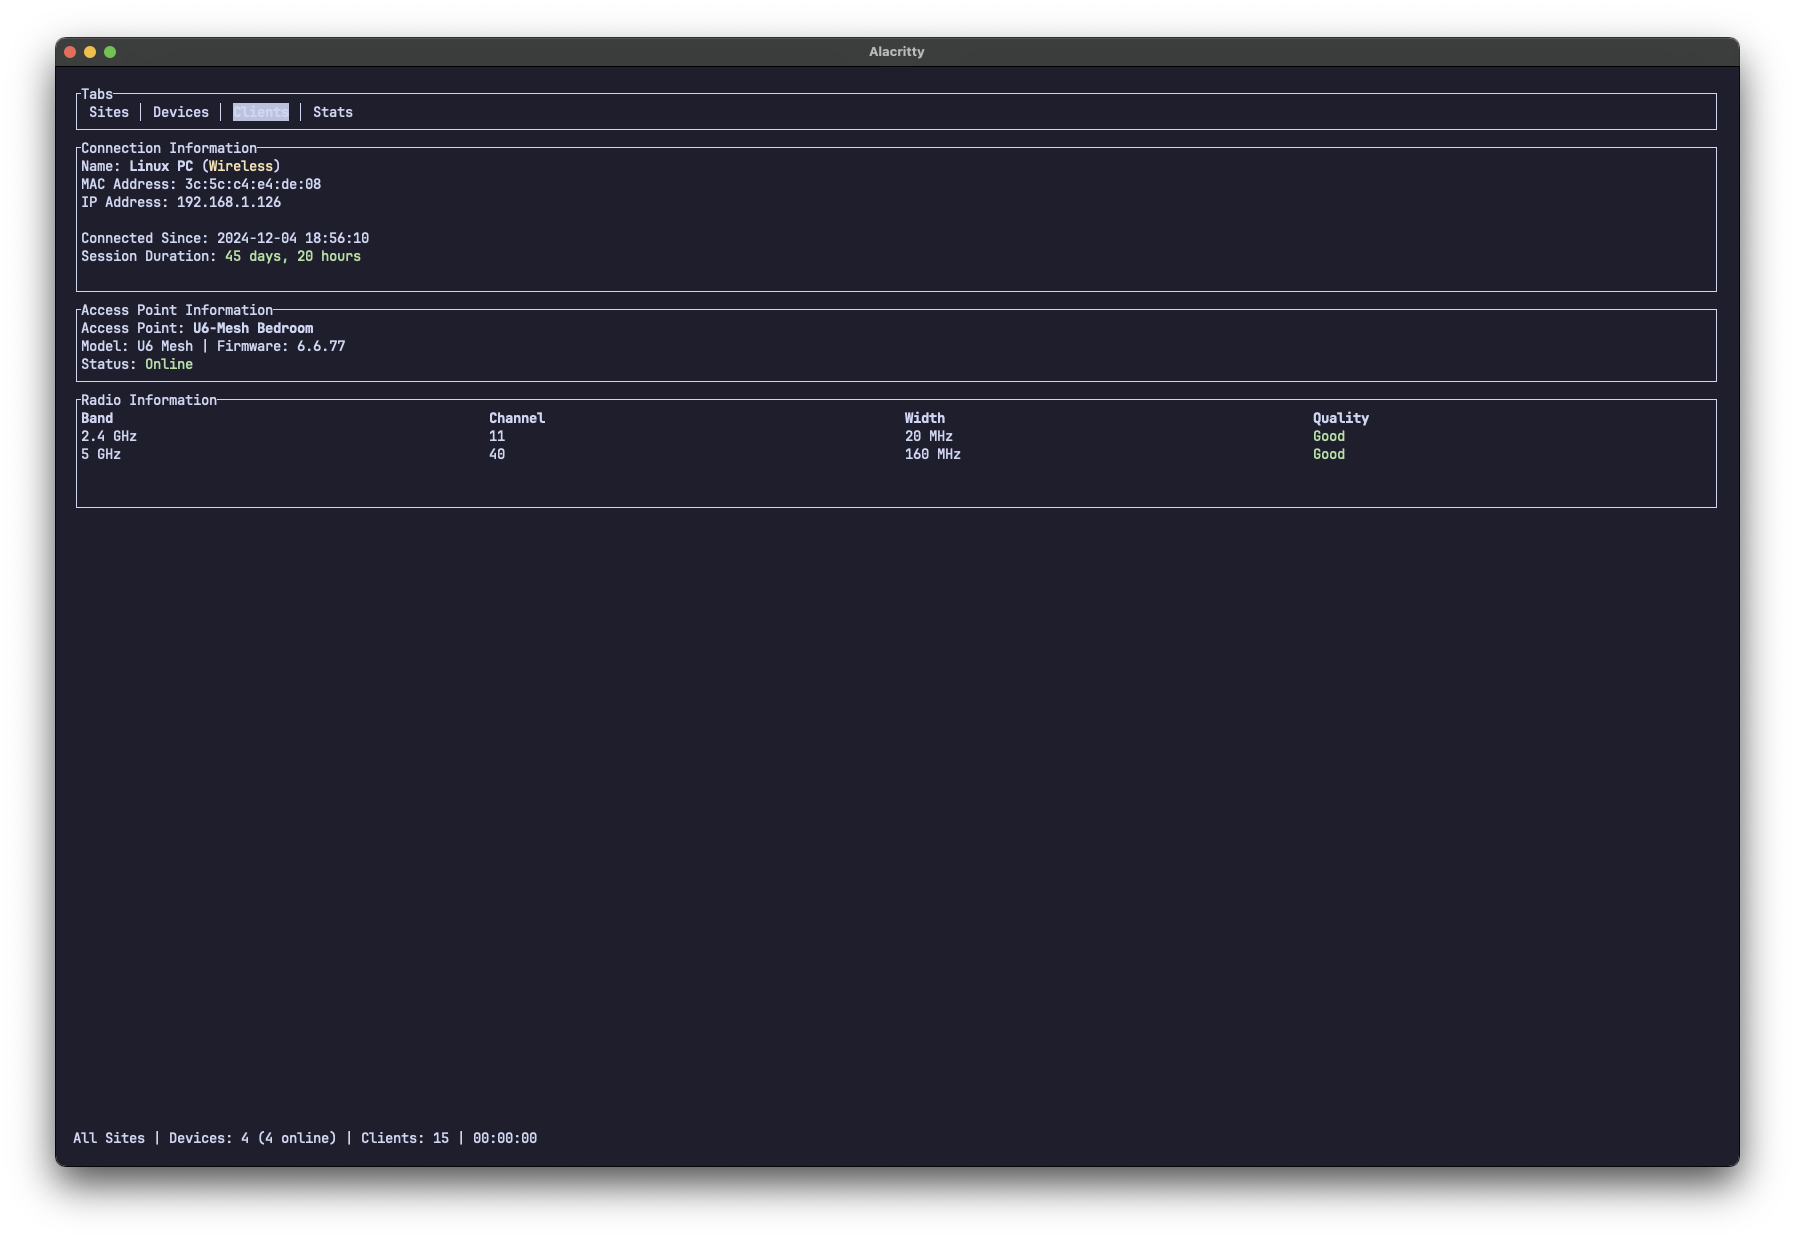 Alacritty
Tabs
Sites | Devices | Clients | Stats
Connection Information
Name: Linux PC (Wireless)
MAC Address: 3c:5c:c4:e4:de:08
IP Address: 192.168.1.126
Connected Since: 2024-12-04 18:56:10
Session Duration: 45 days, 20 hours
Access Point Information
Access Point: U6-Mesh Bedroom
Model: U6 Mesh | Firmware: 6.6.77
Status: Online
Radio Information
Band Channel Width Quality
2.4 GHz 11 20 MHz Good
5 GHz 40 160 MHz Good
All Sites | Devices: 4 (4 online) | Clients: 15 | 00:00:00